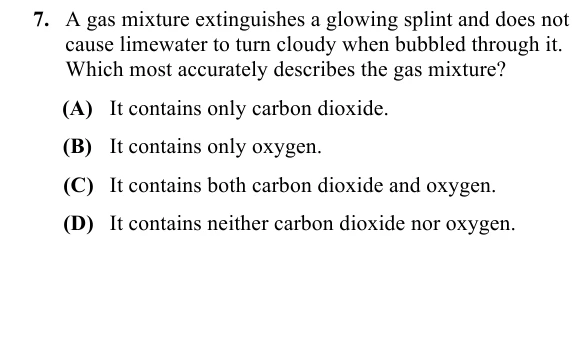 7. A gas mixture extinguishes a glowing splint and does not
cause limewater to turn cloudy when bubbled through it.
Which most accurately describes the gas mixture?
(A) It contains only carbon dioxide.
(B) It contains only oxygen.
(C) It contains both carbon dioxide and oxygen.
(D) It contains neither carbon dioxide nor oxygen.